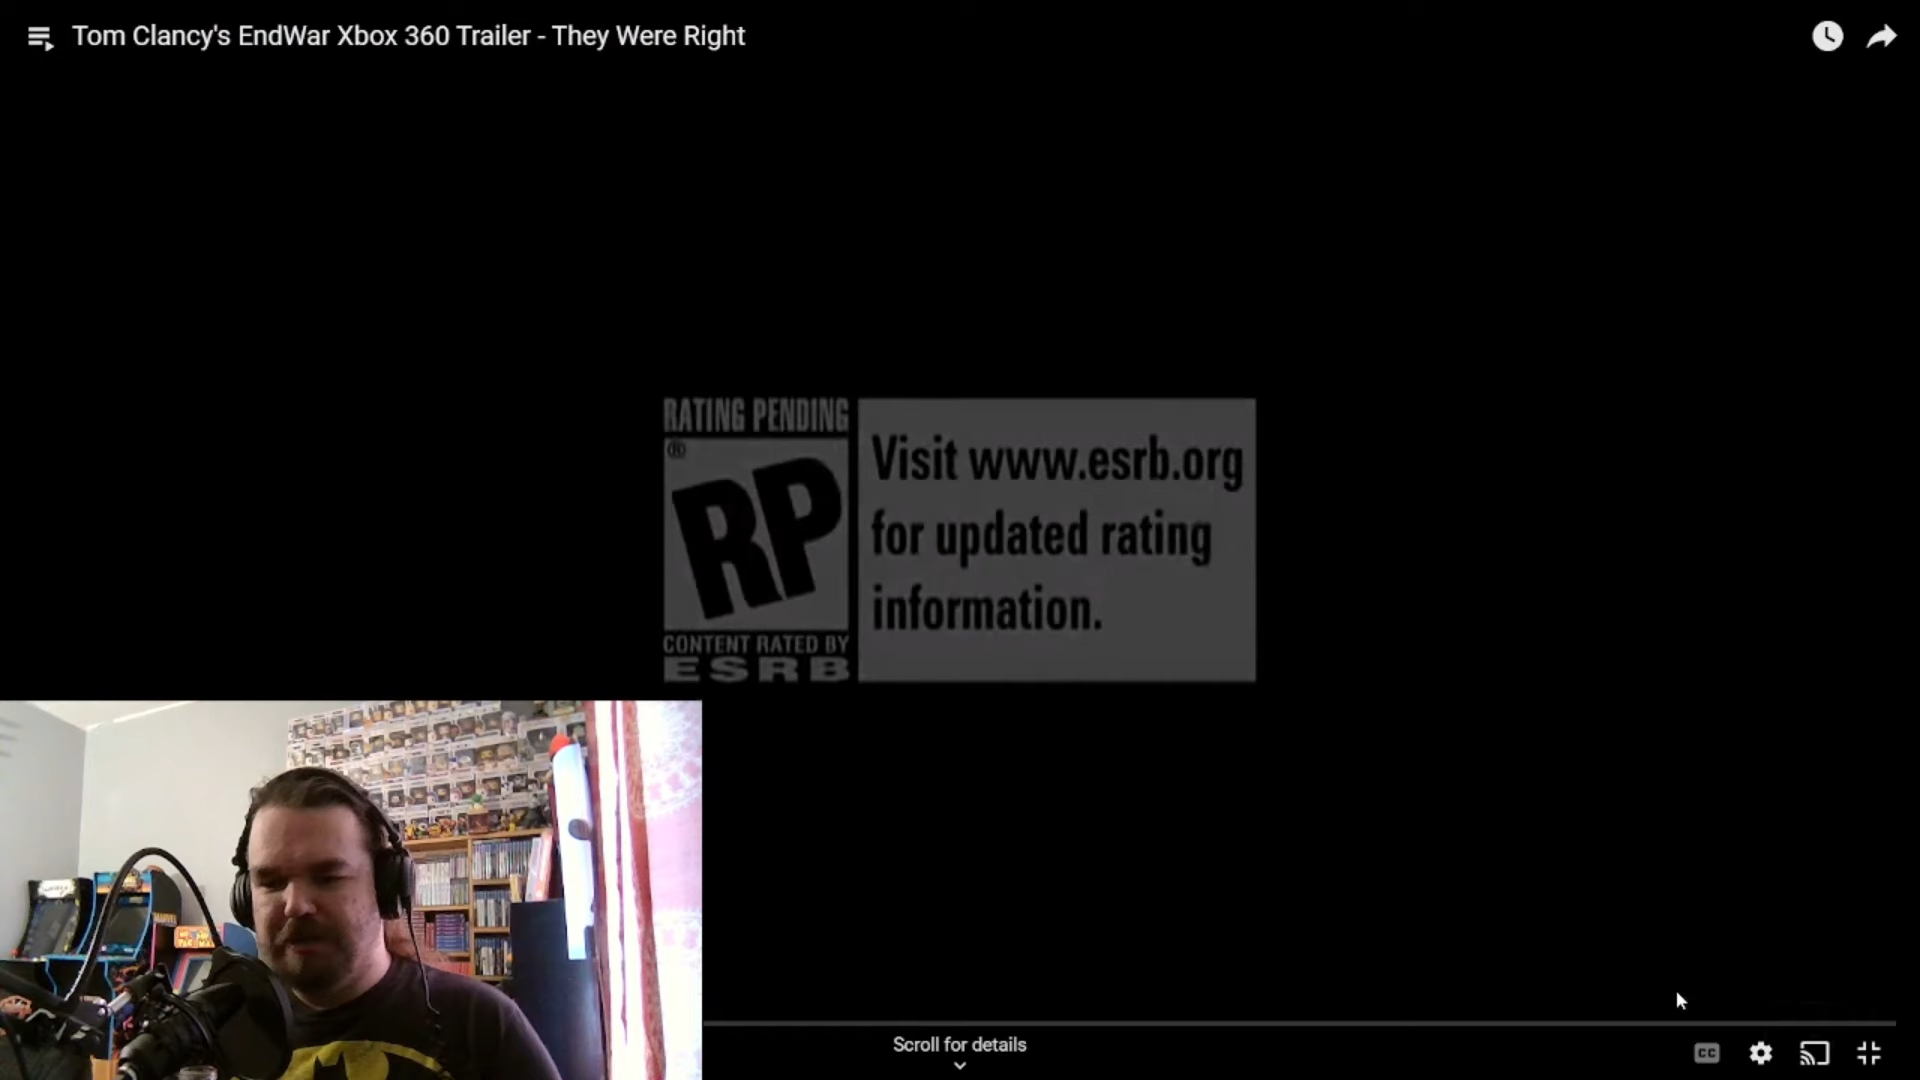 Tom Clancy's EndWar Xbox 360 Trailer - They Were Right
RATING PENDING
®
RP
CONTENT RATED BY
ESRB
Visit www.esrb.org
for updated rating
information.
Scroll for details
CC